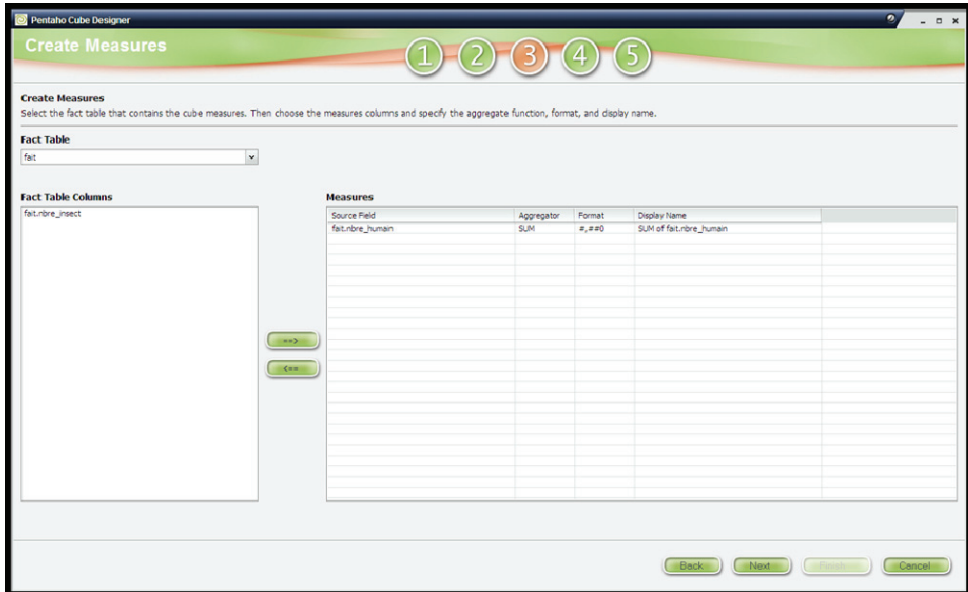 Pentaho Cube Designer
Create Measures
1 2 3 4 5
Create Measures
Select the fact table that contains the cube measures. Then choose the measures columns and specify the aggregate function, format, and display name.
Fact Table
fait
Fact Table Columns
fait.nbre_insect
Measures
Source Field Aggregator Format Display Name
fait.nbre_humain SUM #,##0 SUM of fait.nbre_humain
==>
<==
Back Next Finish Cancel